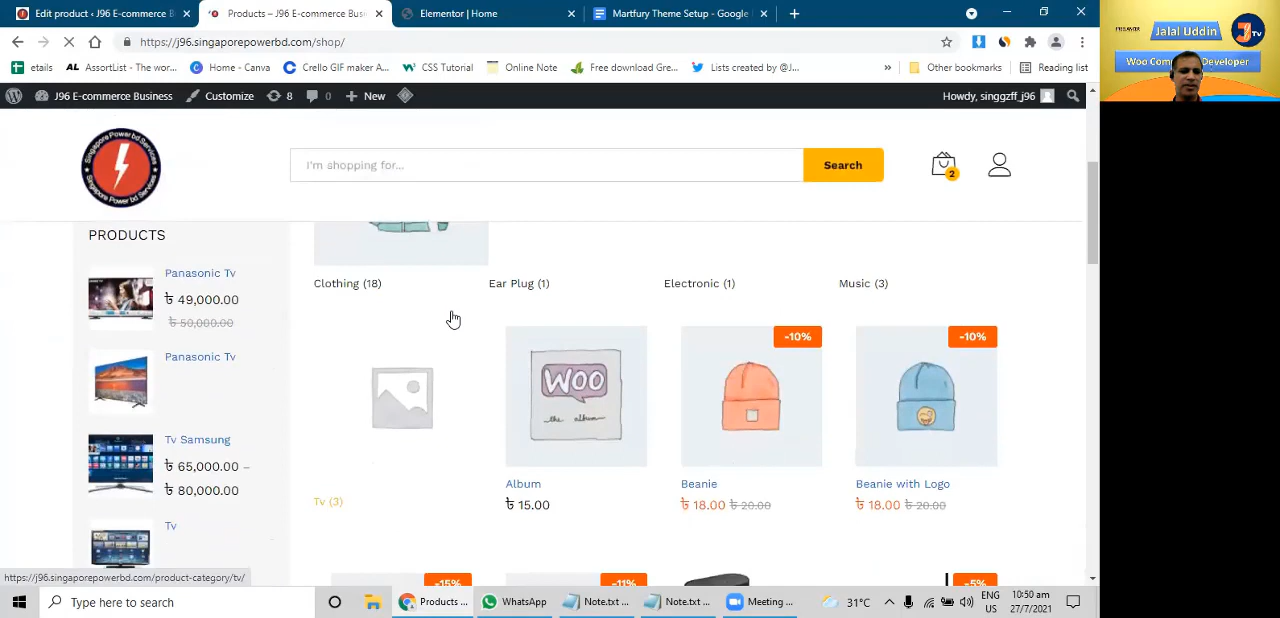 Edit product ‹ J96 E-commerce B
Products – J96 E-commerce Busi
Elementor | Home
Martfury Theme Setup - Google
https://j96.singaporepowerbd.com/shop/
etails
AssortList - The wor...
Home - Canva
Crello GIF maker A...
CSS Tutorial
Online Note
Free download Gre...
Lists created by @J...
»
Other bookmarks
Reading list
J96 E-commerce Business
Customize
8
0
New
Howdy, singgzff_j96
FREELANCER
Jalal Uddin
TV
Woo Com
Developer
I'm shopping for...
Search
2
PRODUCTS
Panasonic Tv
৳ 49,000.00
৳ 50,000.00
Panasonic Tv
Tv Samsung
৳ 65,000.00 –
৳ 80,000.00
Tv
Clothing (18)
Ear Plug (1)
Electronic (1)
Music (3)
WOO
the album
-10%
-10%
Tv (3)
Album
৳ 15.00
Beanie
৳ 18.00 ৳ 20.00
Beanie with Logo
৳ 18.00 ৳ 20.00
-15%
-11%
-5%
https://j96.singaporepowerbd.com/product-category/tv/
Type here to search
Products ...
WhatsApp
Note.txt ...
Note.txt ...
Meeting ...
31°C
ENG
US
10:50 am
27/7/2021